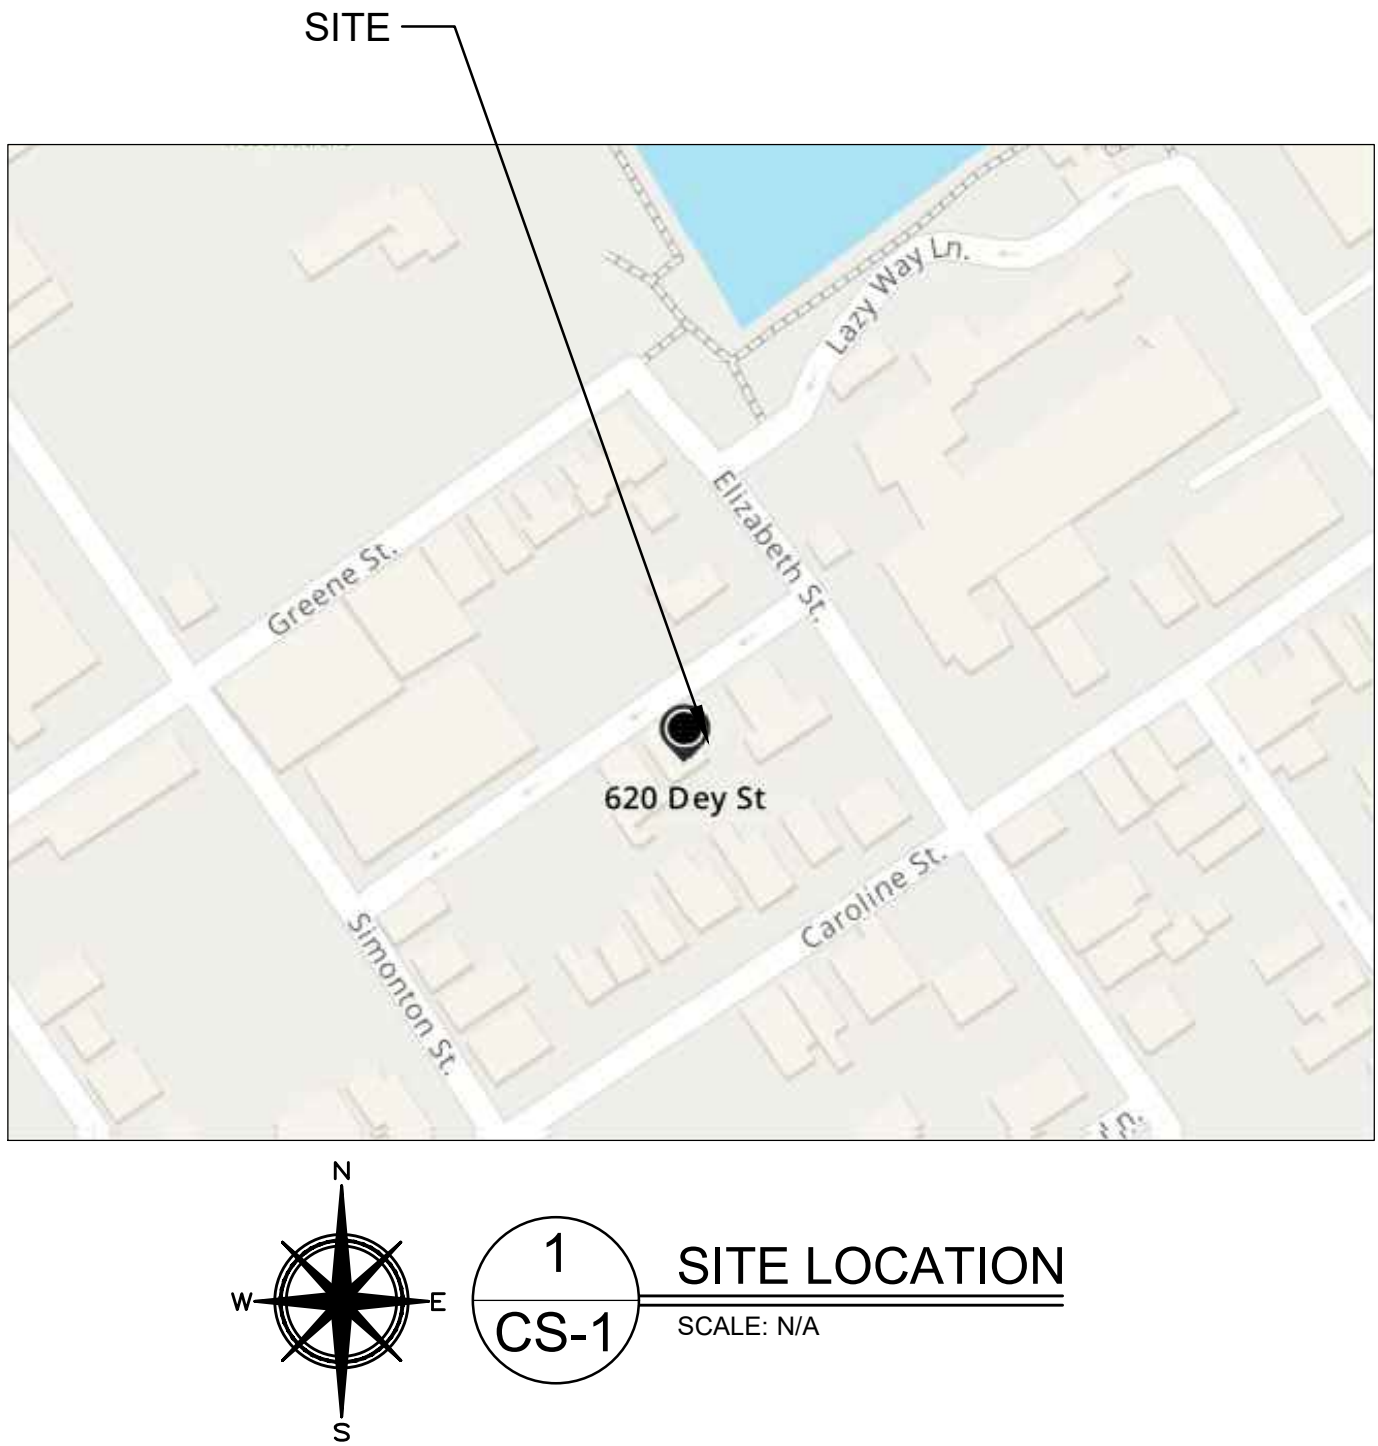 SITE
Lazy Way Ln.
Elizabeth St.
Greene St.
620 Dey St
Caroline St.
Simonton St.
Ln.
N
W
E
S
1
CS-1
SITE LOCATION
SCALE: N/A